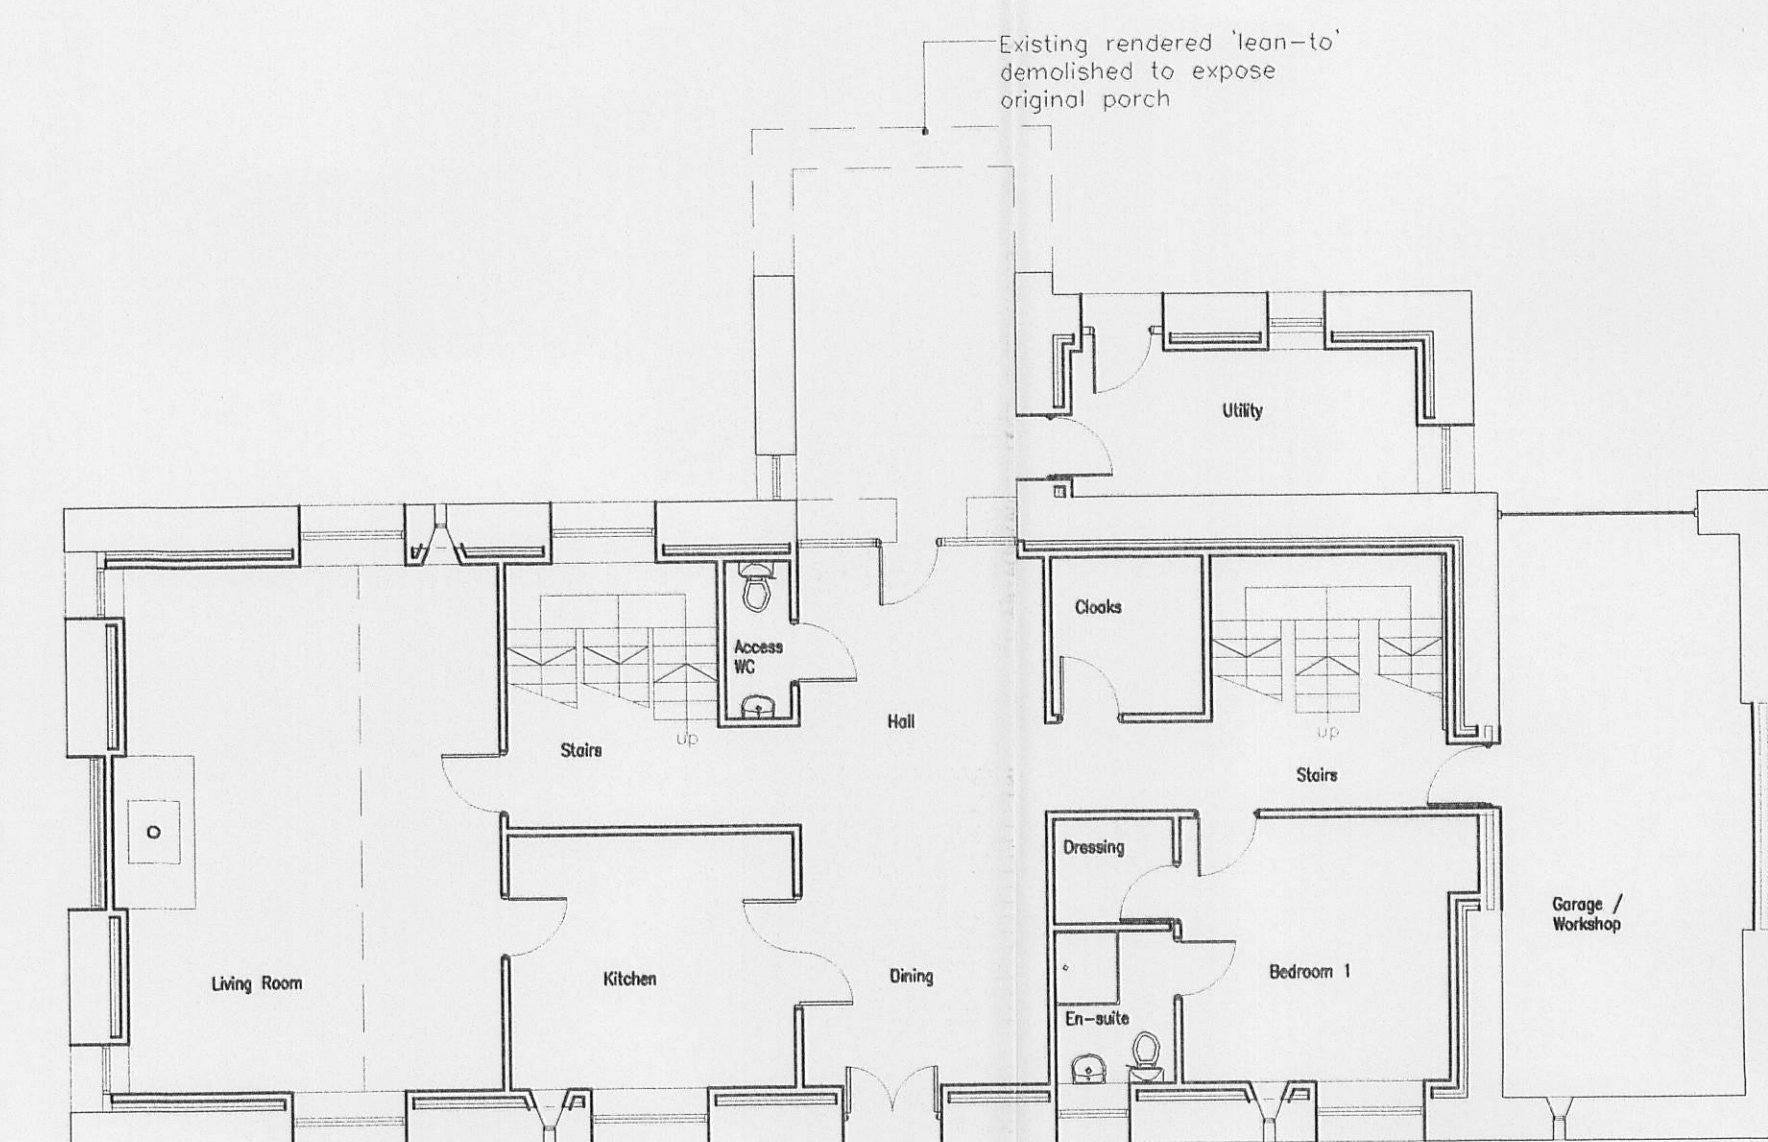 Existing rendered 'lean-to'
demolished to expose
original porch
Utility
Cloaks
Access
WC
Hall
up
Stairs
up
Stairs
Dressing
Garage /
Workshop
Living Room
Kitchen
Dining
Bedroom 1
En-suite